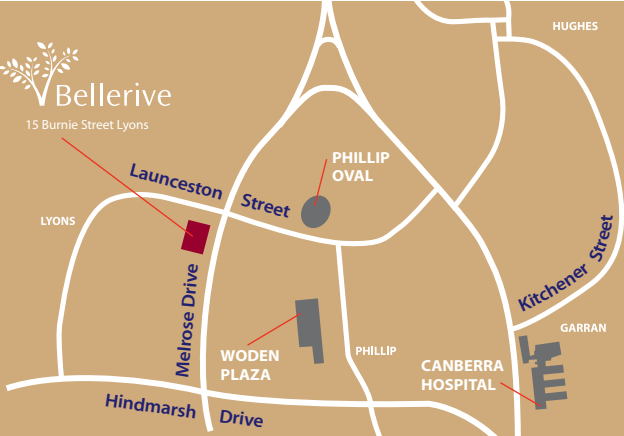 HUGHES
Bellerive
15 Burnie Street Lyons
PHILLIP
OVAL
Launceston Street
LYONS
Kitchener Street
Melrose Drive
GARRAN
WODEN
PLAZA
PHILLIP
CANBERRA
HOSPITAL
Hindmarsh Drive